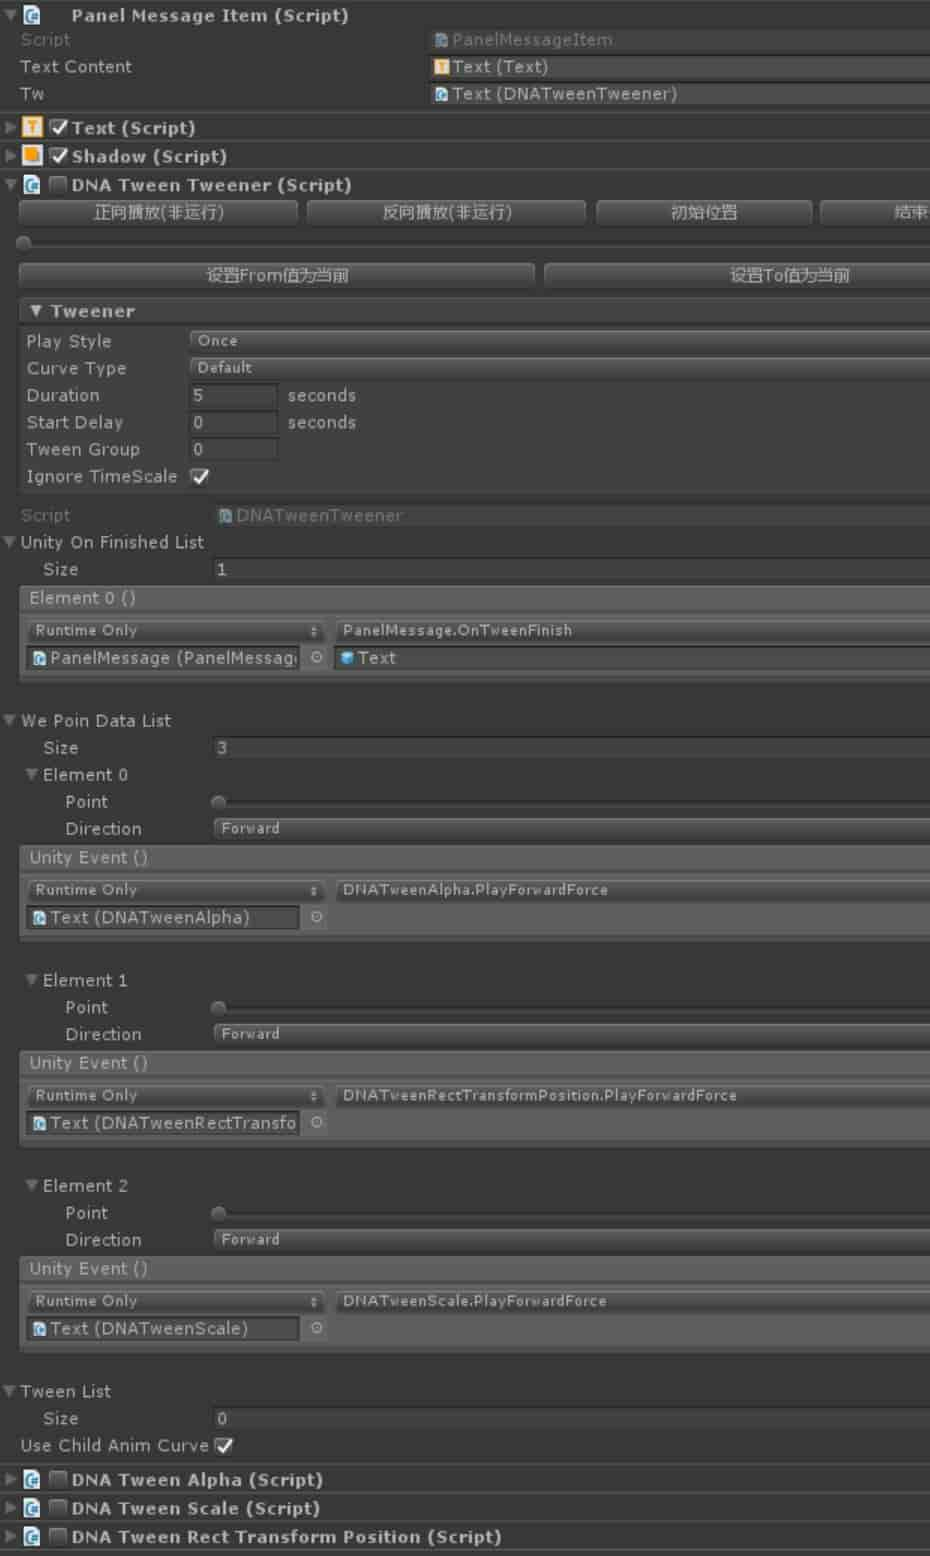 Panel Message Item (Script)
Script PanelMessageItem
Text Content Text (Text)
Tw Text (DNATweenTweener)
Text (Script)
Shadow (Script)
DNA Tween Tweener (Script)
正向播放(非运行) 反向播放(非运行) 初始位置 结束
设置From值为当前 设置To值为当前
Tweener
Play Style Once
Curve Type Default
Duration 5 seconds
Start Delay 0 seconds
Tween Group 0
Ignore TimeScale
Script DNATweenTweener
Unity On Finished List
Size 1
Element 0 ()
Runtime Only PanelMessage.OnTweenFinish
PanelMessage (PanelMessag Text
We Poin Data List
Size 3
Element 0
Point
Direction Forward
Unity Event ()
Runtime Only DNATweenAlpha.PlayForwardForce
Text (DNATweenAlpha)
Element 1
Point
Direction Forward
Unity Event ()
Runtime Only DNATweenRectTransformPosition.PlayForwardForce
Text (DNATweenRectTransfo
Element 2
Point
Direction Forward
Unity Event ()
Runtime Only DNATweenScale.PlayForwardForce
Text (DNATweenScale)
Tween List
Size 0
Use Child Anim Curve
DNA Tween Alpha (Script)
DNA Tween Scale (Script)
DNA Tween Rect Transform Position (Script)